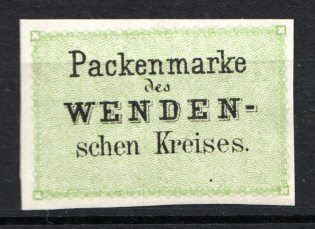 Packenmarke
des
WENDEN-
schen Kreises.